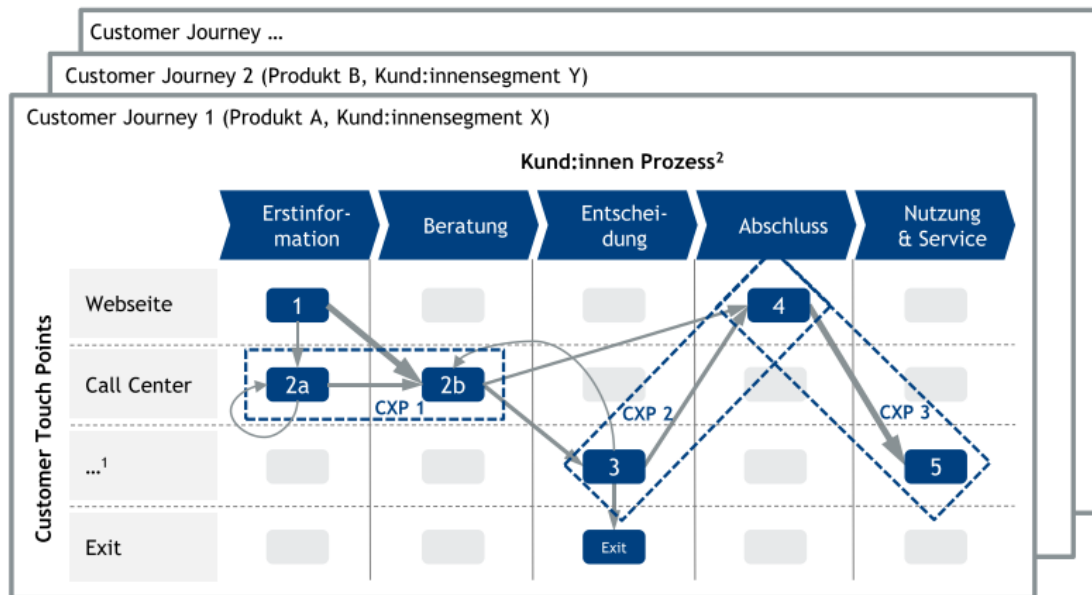 Customer Journey …
Customer Journey 2 (Produkt B, Kund:innensegment Y)
Customer Journey 1 (Produkt A, Kund:innensegment X)
Kund:innen Prozess²
Erstinfor-
mation
Beratung
Entschei-
dung
Abschluss
Nutzung
& Service
Customer Touch Points
Webseite
1
4
Call Center
2a
2b
CXP 1
CXP 2
CXP 3
…¹
3
5
Exit
Exit